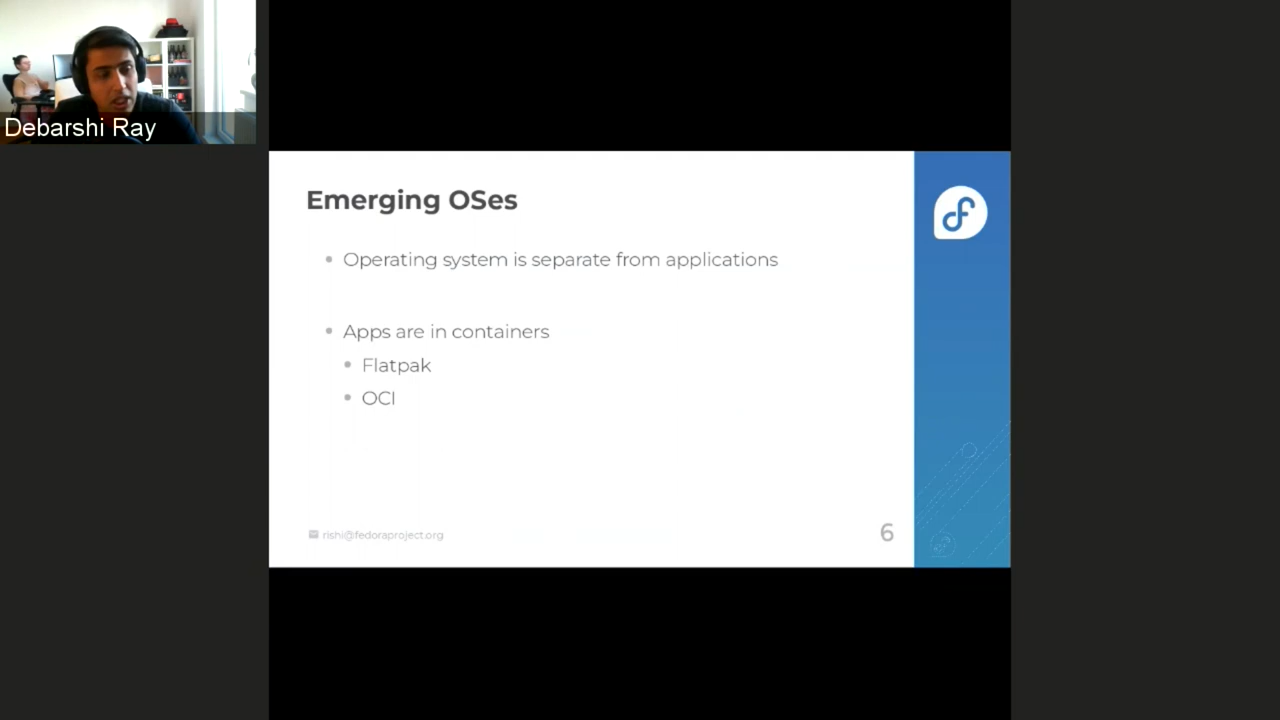 Debarshi Ray
Emerging OSes
Operating system is separate from applications
Apps are in containers
Flatpak
OCI
rishi@fedoraproject.org
6